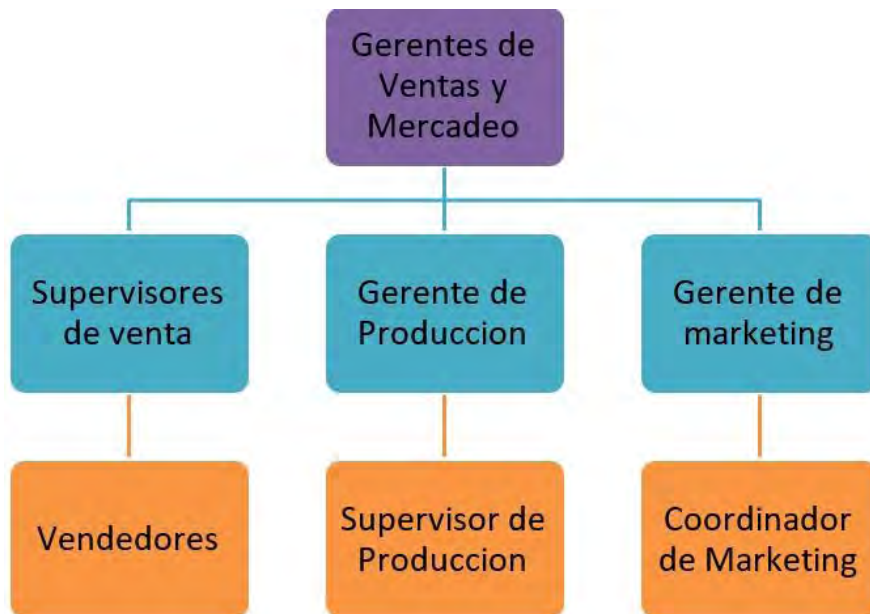 Gerentes de
Ventas y
Mercadeo
Supervisores
de venta
Gerente de
Produccion
Gerente de
marketing
Vendedores
Supervisor de
Produccion
Coordinador
de Marketing